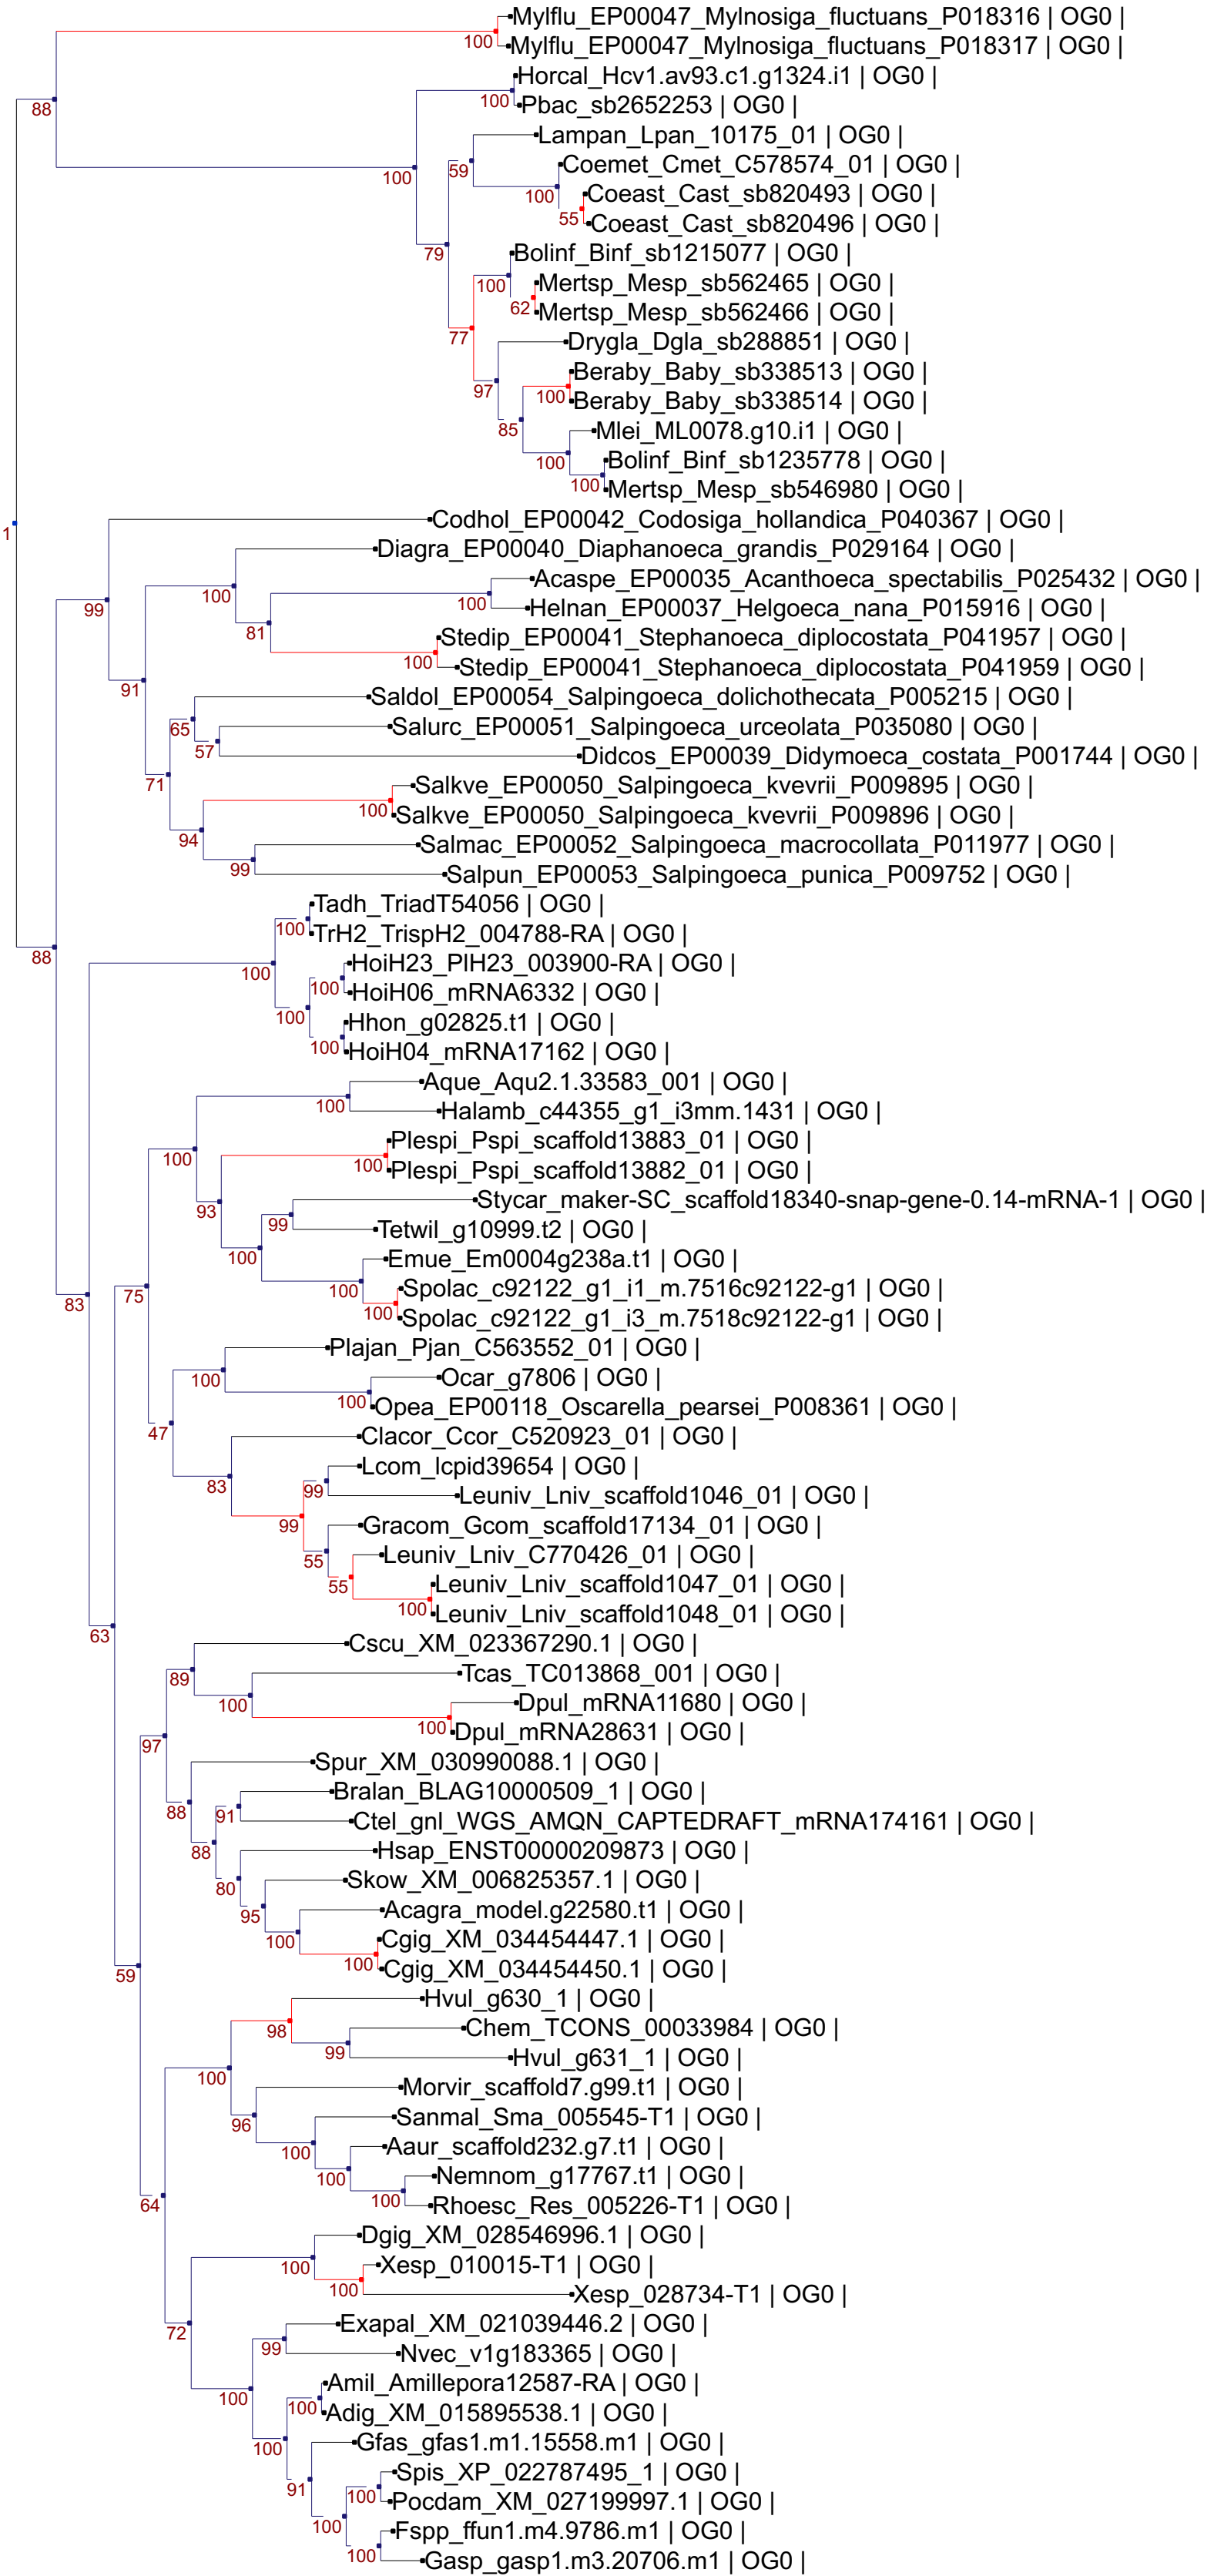 Mylflu_EP00047_Mylnosiga_fluctuans_P018316 | OG0 |
100
Mylflu_EP00047_Mylnosiga_fluctuans_P018317 | OG0 |
Horcal_Hcv1.av93.c1.g1324.i1 | OG0 |
88
100
Pbac_sb2652253 | OG0 |
Lampan_Lpan_10175_01 | OG0 |
Coemet_Cmet_C578574_01 | OG0 |
100
59
100
Coeast_Cast_sb820493 | OG0 |
55
Coeast_Cast_sb820496 | OG0 |
79
Bolinf_Binf_sb1215077 | OG0 |
100
Mertsp_Mesp_sb562465 | OG0 |
62
Mertsp_Mesp_sb562466 | OG0 |
77
Drygla_Dgla_sb288851 | OG0 |
Beraby_Baby_sb338513 | OG0 |
97
100
Beraby_Baby_sb338514 | OG0 |
85
Mlei_ML0078.g10.i1 | OG0 |
100
Bolinf_Binf_sb1235778 | OG0 |
100
Mertsp_Mesp_sb546980 | OG0 |
1
Codhol_EP00042_Codosiga_hollandica_P040367 | OG0 |
Diagra_EP00040_Diaphanoeca_grandis_P029164 | OG0 |
Acaspe_EP00035_Acanthoeca_spectabilis_P025432 | OG0 |
99
100
100
Helnan_EP00037_Helgoeca_nana_P015916 | OG0 |
81
Stedip_EP00041_Stephanoeca_diplocostata_P041957 | OG0 |
100
Stedip_EP00041_Stephanoeca_diplocostata_P041959 | OG0 |
91
Saldol_EP00054_Salpingoeca_dolichothecata_P005215 | OG0 |
65
Salurc_EP00051_Salpingoeca_urceolata_P035080 | OG0 |
57
Didcos_EP00039_Didymoeca_costata_P001744 | OG0 |
71
Salkve_EP00050_Salpingoeca_kvevrii_P009895 | OG0 |
100
Salkve_EP00050_Salpingoeca_kvevrii_P009896 | OG0 |
94
Salmac_EP00052_Salpingoeca_macrocollata_P011977 | OG0 |
99
Salpun_EP00053_Salpingoeca_punica_P009752 | OG0 |
Tadh_TriadT54056 | OG0 |
100
TrH2_TrispH2_004788-RA | OG0 |
88
100
HoiH23_PlH23_003900-RA | OG0 |
100
HoiH06_mRNA6332 | OG0 |
100
Hhon_g02825.t1 | OG0 |
100
HoiH04_mRNA17162 | OG0 |
Aque_Aqu2.1.33583_001 | OG0 |
100
Halamb_c44355_g1_i3mm.1431 | OG0 |
100
Plespi_Pspi_scaffold13883_01 | OG0 |
100
Plespi_Pspi_scaffold13882_01 | OG0 |
93
Stycar_maker-SC_scaffold18340-snap-gene-0.14-mRNA-1 | OG0 |
99
Tetwil_g10999.t2 | OG0 |
100
Emue_Em0004g238a.t1 | OG0 |
83
75
100
Spolac_c92122_g1_i1_m.7516c92122-g1 | OG0 |
100
Spolac_c92122_g1_i3_m.7518c92122-g1 | OG0 |
Plajan_Pjan_C563552_01 | OG0 |
100
Ocar_g7806 | OG0 |
100
Opea_EP00118_Oscarella_pearsei_P008361 | OG0 |
47
Clacor_Ccor_C520923_01 | OG0 |
83
Lcom_lcpid39654 | OG0 |
99
Leuniv_Lniv_scaffold1046_01 | OG0 |
99
Gracom_Gcom_scaffold17134_01 | OG0 |
55
Leuniv_Lniv_C770426_01 | OG0 |
55
Leuniv_Lniv_scaffold1047_01 | OG0 |
100
Leuniv_Lniv_scaffold1048_01 | OG0 |
63
Cscu_XM_023367290.1 | OG0 |
89
Tcas_TC013868_001 | OG0 |
100
Dpul_mRNA11680 | OG0 |
100
Dpul_mRNA28631 | OG0 |
97
Spur_XM_030990088.1 | OG0 |
Bralan_BLAG10000509_1 | OG0 |
88
91
Ctel_gnl_WGS_AMQN_CAPTEDRAFT_mRNA174161 | OG0 |
88
Hsap_ENST00000209873 | OG0 |
80
Skow_XM_006825357.1 | OG0 |
95
Acagra_model.g22580.t1 | OG0 |
100
Cgig_XM_034454447.1 | OG0 |
100
Cgig_XM_034454450.1 | OG0 |
59
Hvul_g630_1 | OG0 |
98
Chem_TCONS_00033984 | OG0 |
99
Hvul_g631_1 | OG0 |
100
Morvir_scaffold7.g99.t1 | OG0 |
96
Sanmal_Sma_005545-T1 | OG0 |
100
Aaur_scaffold232.g7.t1 | OG0 |
100
Nemnom_g17767.t1 | OG0 |
100
Rhoesc_Res_005226-T1 | OG0 |
64
Dgig_XM_028546996.1 | OG0 |
100
Xesp_010015-T1 | OG0 |
100
Xesp_028734-T1 | OG0 |
72
Exapal_XM_021039446.2 | OG0 |
99
Nvec_v1g183365 | OG0 |
100
Amil_Amillepora12587-RA | OG0 |
100
Adig_XM_015895538.1 | OG0 |
100
Gfas_gfas1.m1.15558.m1 | OG0 |
91
Spis_XP_022787495_1 | OG0 |
100
Pocdam_XM_027199997.1 | OG0 |
100
Fspp_ffun1.m4.9786.m1 | OG0 |
100
Gasp_gasp1.m3.20706.m1 | OG0 |